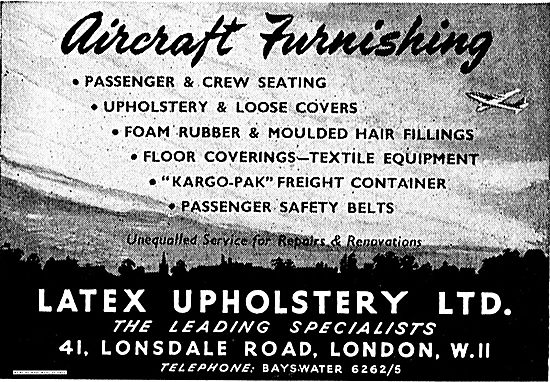 Aircraft Furnishing
• PASSENGER & CREW SEATING
• UPHOLSTERY & LOOSE COVERS
• FOAM RUBBER & MOULDED HAIR FILLINGS
• FLOOR COVERINGS—TEXTILE EQUIPMENT
• "KARGO-PAK" FREIGHT CONTAINER
• PASSENGER SAFETY BELTS
Unequalled Service for Repairs & Renovations
LATEX UPHOLSTERY LTD.
THE LEADING SPECIALISTS
41, LONSDALE ROAD, LONDON, W.11
TELEPHONE: BAYSWATER 6262/5